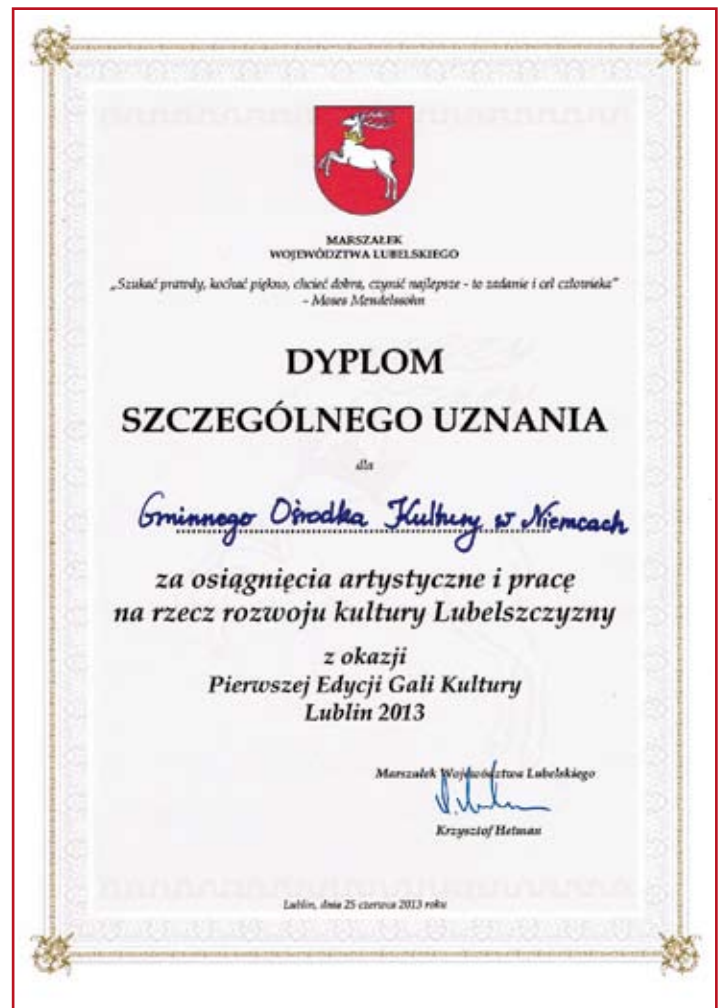 MARSZAŁEK
WOJEWÓDZTWA LUBELSKIEGO
„Szukać prawdy, kochać piękno, chcieć dobra, czynić najlepsze - to zadanie i cel człowieka”
- Moses Mendelssohn
DYPLOM
SZCZEGÓLNEGO UZNANIA
dla
Gminnego Ośrodka Kultury w Niemcach
za osiągnięcia artystyczne i pracę
na rzecz rozwoju kultury Lubelszczyzny
z okazji
Pierwszej Edycji Gali Kultury
Lublin 2013
Marszałek Województwa Lubelskiego
Krzysztof Hetman
Lublin, dnia 25 czerwca 2013 roku